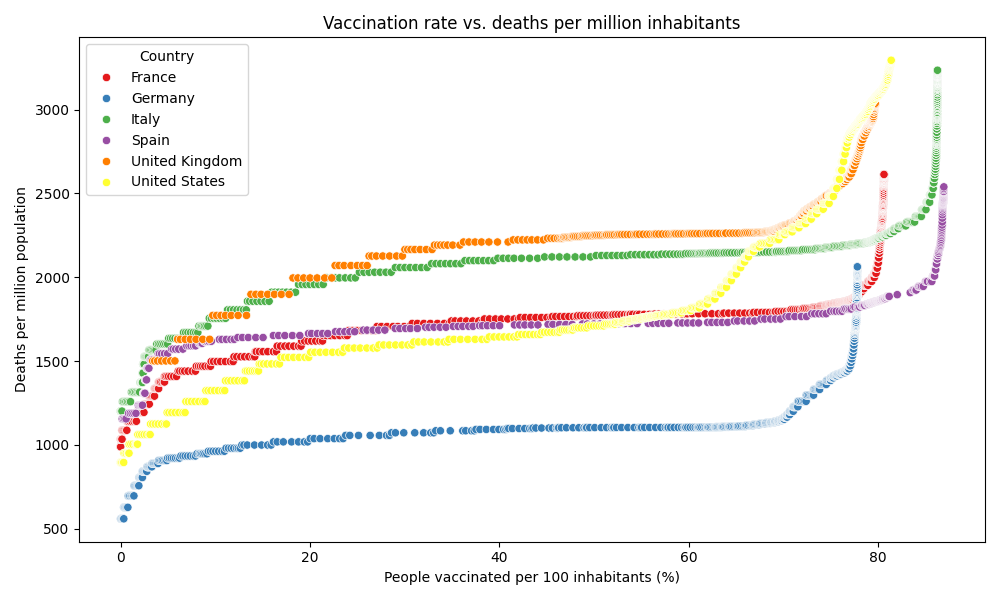 Vaccination rate vs. deaths per million inhabitants
Country
France
Germany
Italy
Spain
United Kingdom
United States
Deaths per million population
3000
2500
2000
1500
1000
500
0
20
40
60
80
People vaccinated per 100 inhabitants (%)